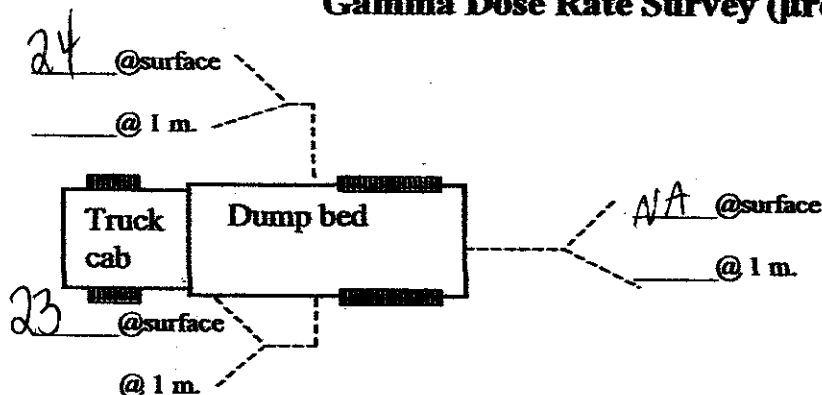 Gamma Dose Rate Survey (μr
24 @surface
@ 1 m.
Truck cab
Dump bed
NA @surface
@ 1 m.
23 @surface
@ 1 m.